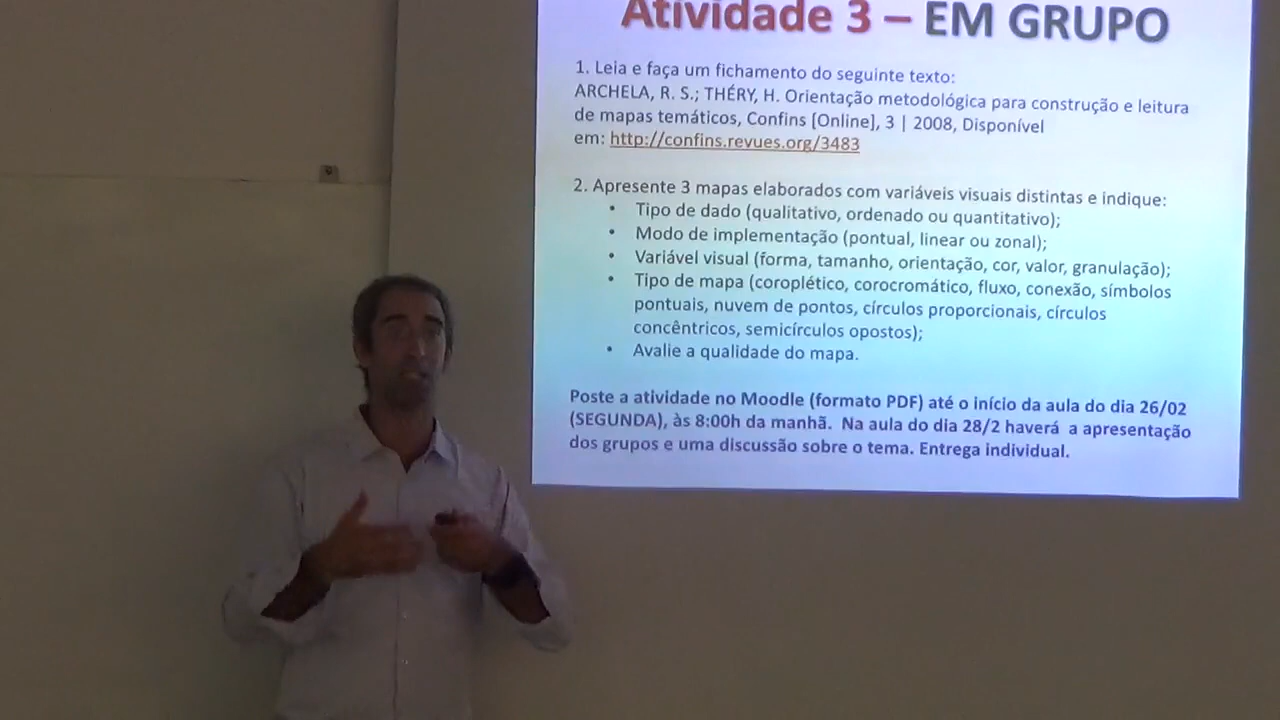 Atividade 3 – EM GRUPO
1. Leia e faça um fichamento do seguinte texto:
ARCHELA, R. S.; THÉRY, H. Orientação metodológica para construção e leitura
de mapas temáticos, Confins [Online], 3 | 2008, Disponível
em: http://confins.revues.org/3483
2. Apresente 3 mapas elaborados com variáveis visuais distintas e indique:
• Tipo de dado (qualitativo, ordenado ou quantitativo);
• Modo de implementação (pontual, linear ou zonal);
• Variável visual (forma, tamanho, orientação, cor, valor, granulação);
• Tipo de mapa (coroplético, corocromático, fluxo, conexão, símbolos
pontuais, nuvem de pontos, círculos proporcionais, círculos
concêntricos, semicírculos opostos);
• Avalie a qualidade do mapa.
Poste a atividade no Moodle (formato PDF) até o início da aula do dia 26/02
(SEGUNDA), às 8:00h da manhã. Na aula do dia 28/2 haverá a apresentação
dos grupos e uma discussão sobre o tema. Entrega individual.